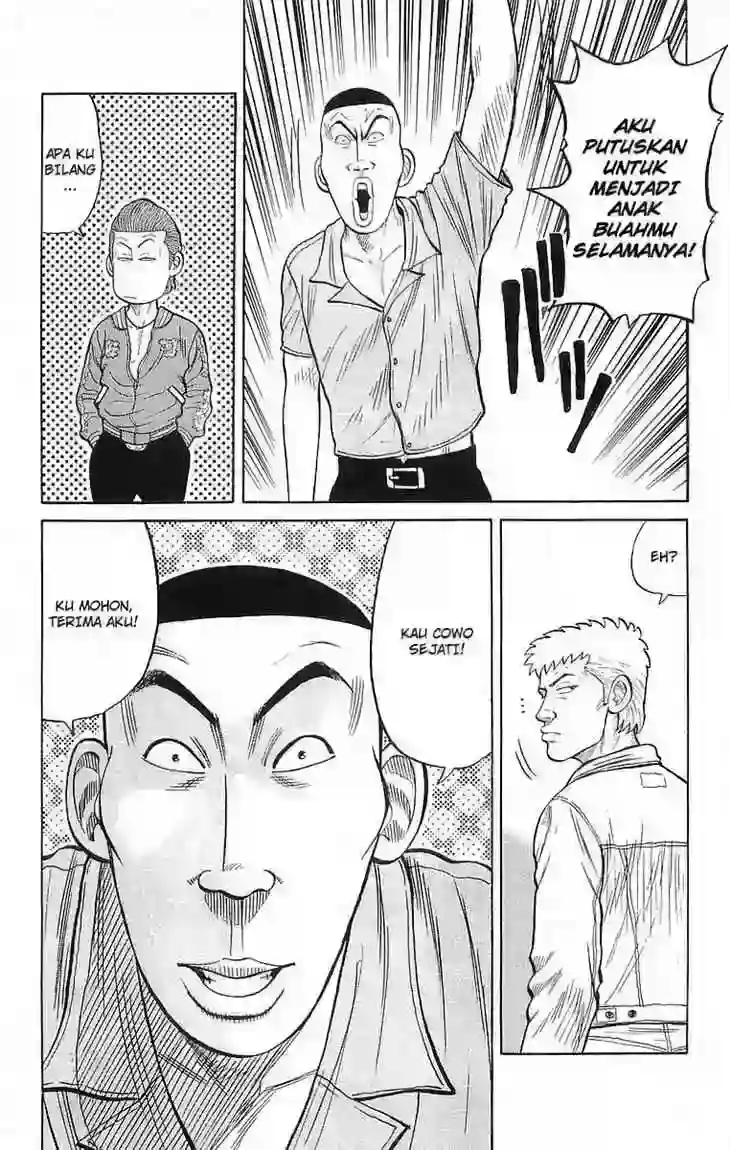 AKU
PUTUSKAN
UNTUK
MENJADI
ANAK
BUAHMU
SELAMANYA!
APA KU
BILANG
...
EH?
...
KAU COWO
SEJATI!
KU MOHON,
TERIMA AKU!